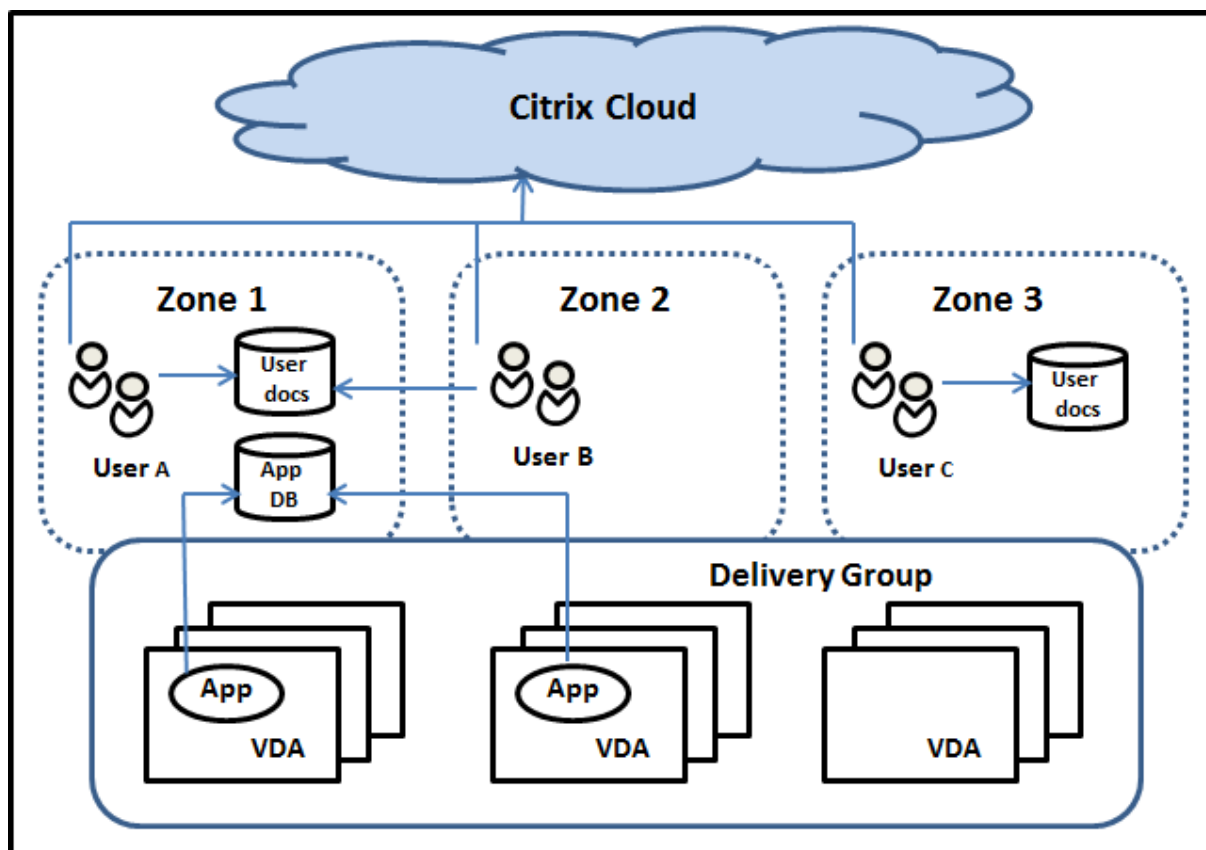 Citrix Cloud
Zone 1
Zone 2
Zone 3
User
docs
User
docs
User A
User B
User C
App
DB
Delivery Group
App
VDA
App
VDA
VDA